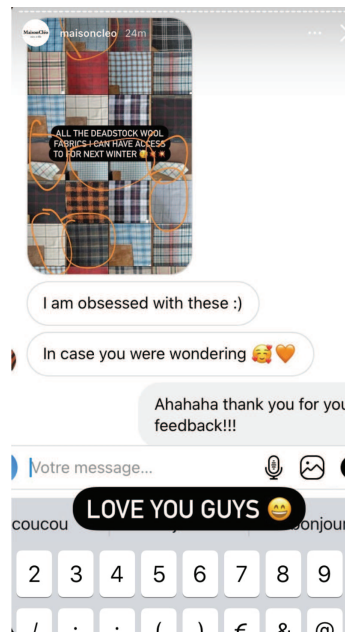 MaisonCléo
maisoncleo 24m
ALL THE DEADSTOCK WOOL
FABRICS I CAN HAVE ACCESS
TO FOR NEXT WINTER 🥰💥💥
I am obsessed with these :)
In case you were wondering 🥰🧡
Ahahaha thank you for you
feedback!!!
Votre message...
LOVE YOU GUYS 😄
coucou
bonjour
2 3 4 5 6 7 8 9
/ : ; ( ) € & @